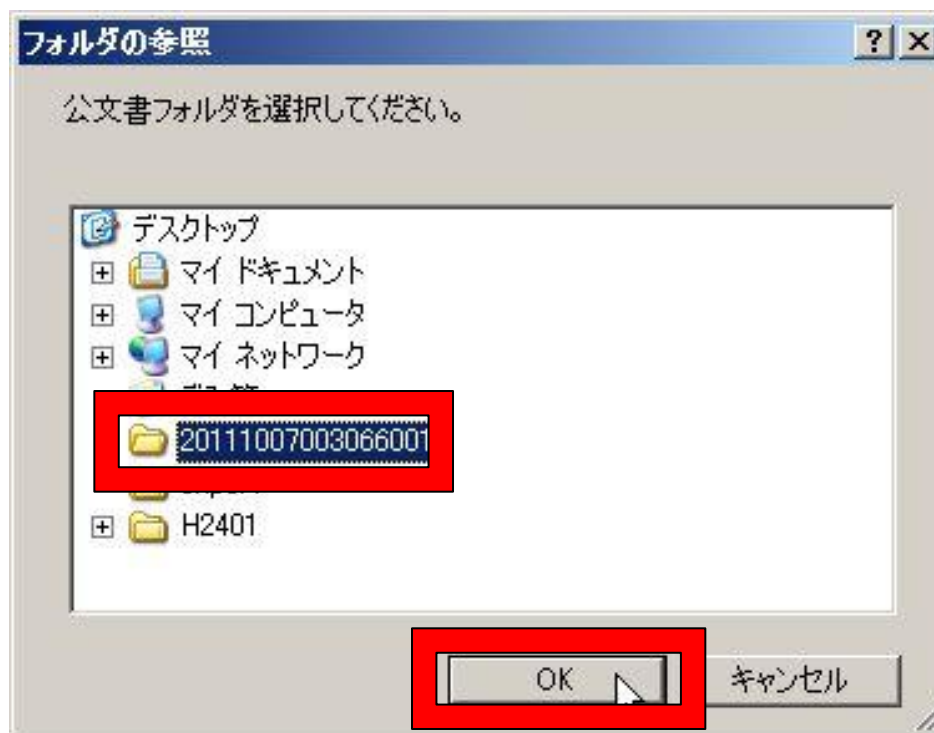 フォルダの参照
公文書フォルダを選択してください。
デスクトップ
マイ ドキュメント
マイ コンピュータ
マイ ネットワーク
20111007003066001
H2401
OK
キャンセル